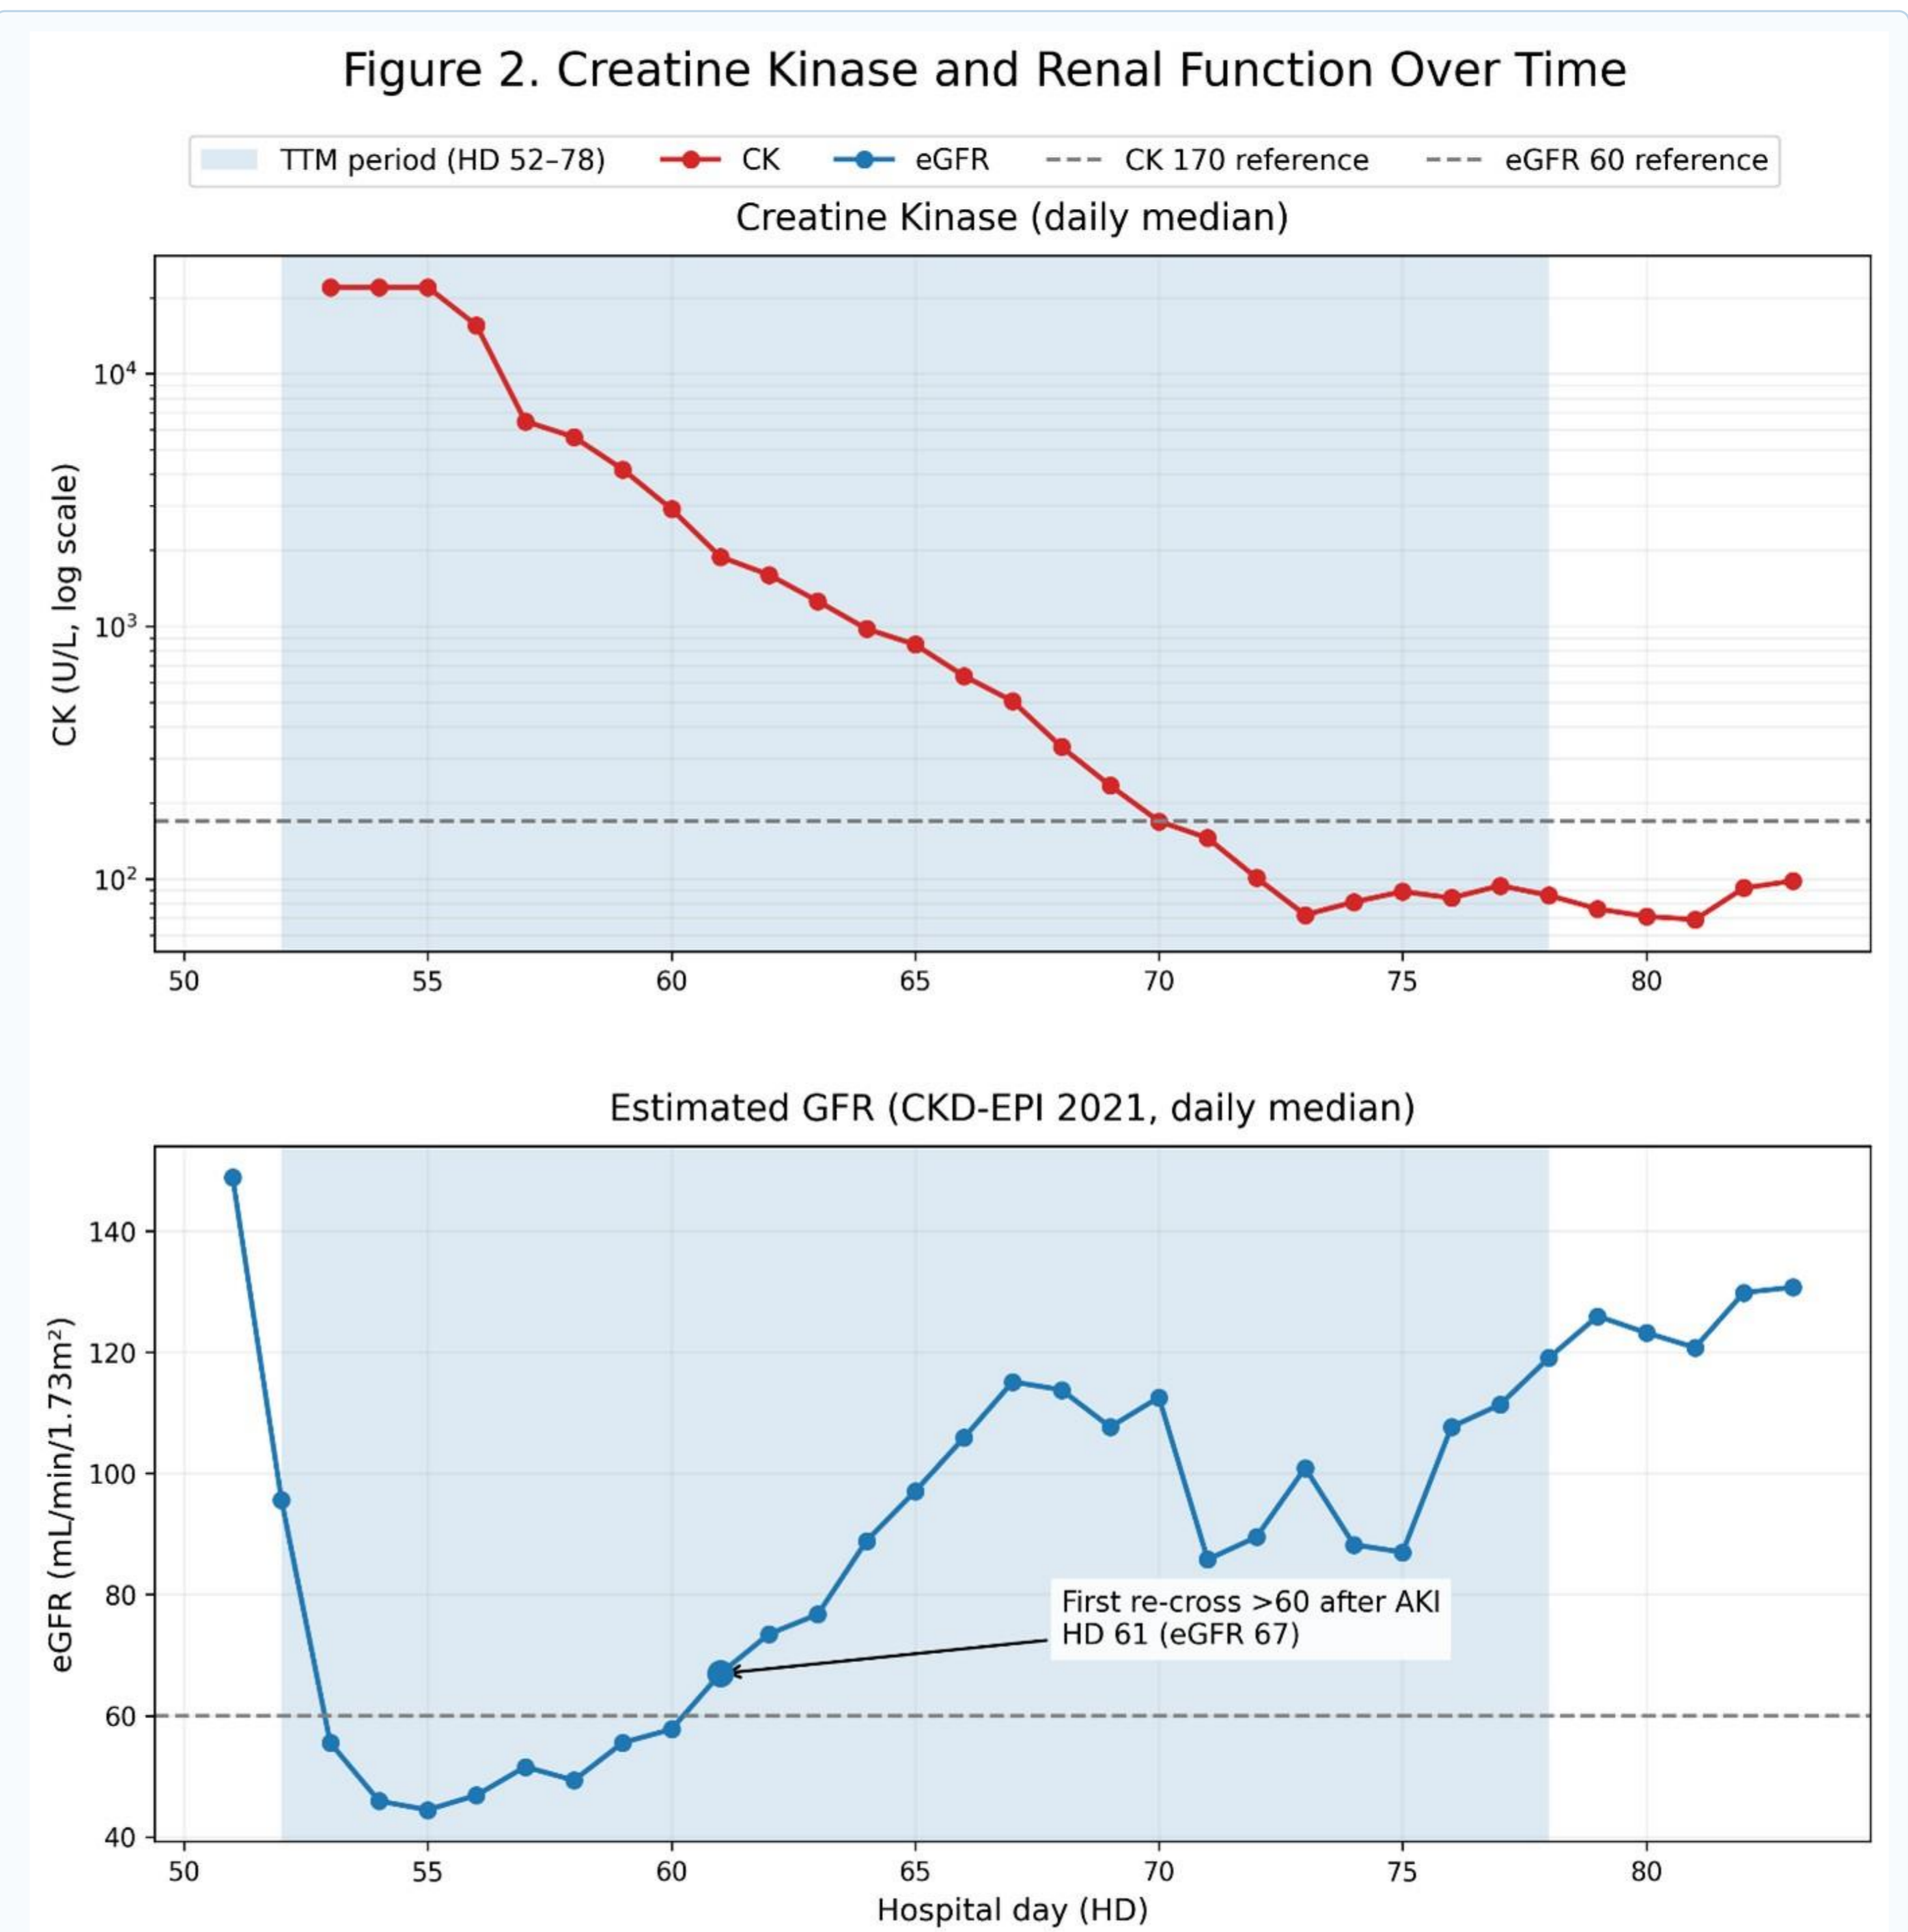 Figure 2. Creatine Kinase and Renal Function Over Time
TTM period (HD 52–78) CK eGFR CK 170 reference eGFR 60 reference
Creatine Kinase (daily median)
CK (U/L, log scale)
10⁴
10³
10²
50 55 60 65 70 75 80
Estimated GFR (CKD-EPI 2021, daily median)
eGFR (mL/min/1.73m²)
140
120
100
80
60
40
First re-cross >60 after AKI
HD 61 (eGFR 67)
50 55 60 65 70 75 80
Hospital day (HD)